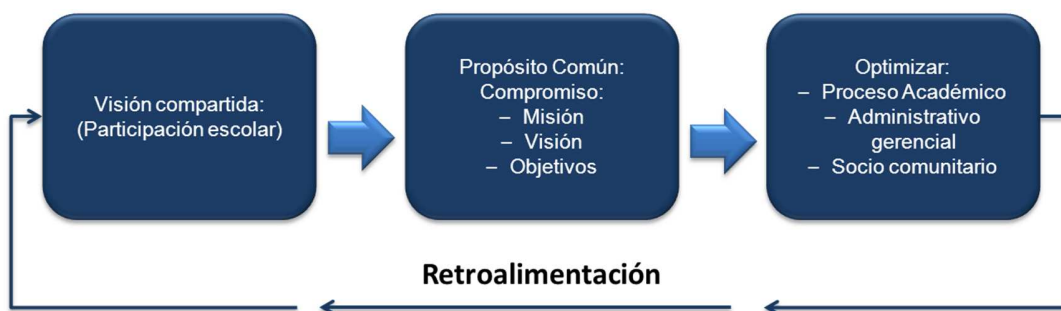 Visión compartida:
(Participación escolar)
Propósito Común:
Compromiso:
– Misión
– Visión
– Objetivos
Optimizar:
– Proceso Académico
– Administrativo
gerencial
– Socio comunitario
Retroalimentación